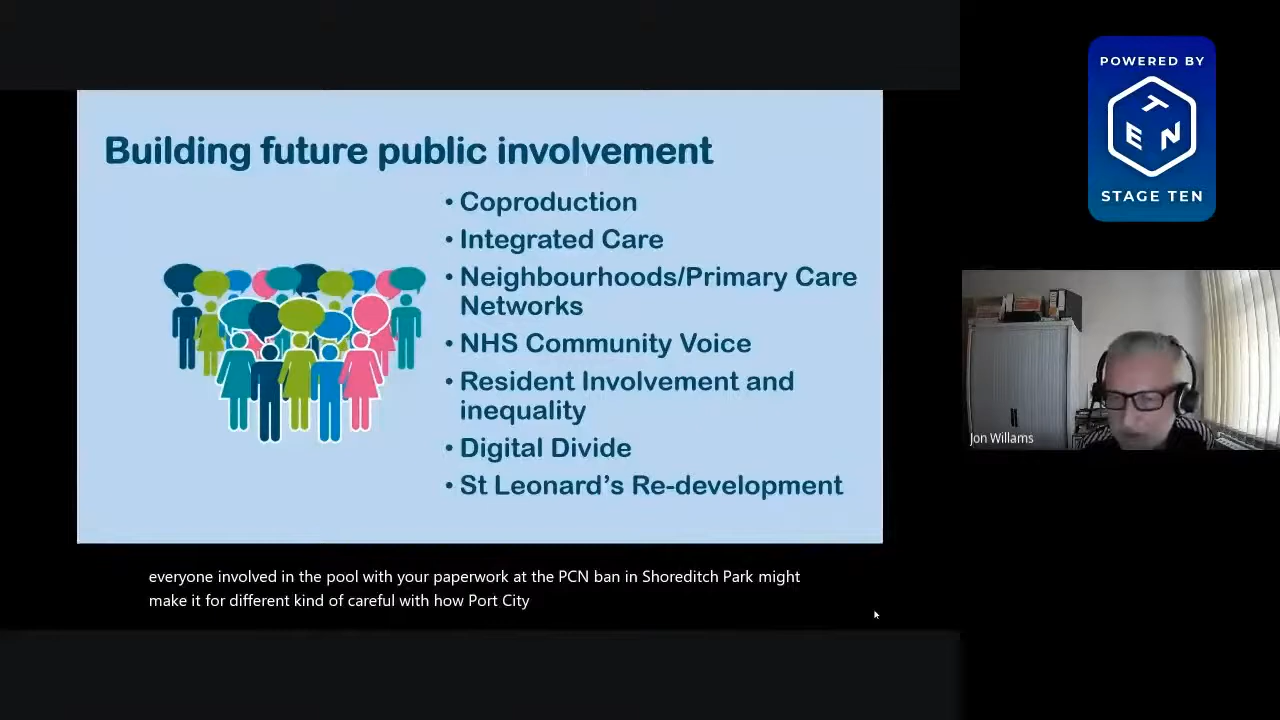 Building future public involvement
• Coproduction
• Integrated Care
• Neighbourhoods/Primary Care
Networks
• NHS Community Voice
• Resident Involvement and
inequality
• Digital Divide
• St Leonard’s Re-development
everyone involved in the pool with your paperwork at the PCN ban in Shoreditch Park might
make it for different kind of careful with how Port City
POWERED BY
TEN
STAGE TEN
Jon Willams